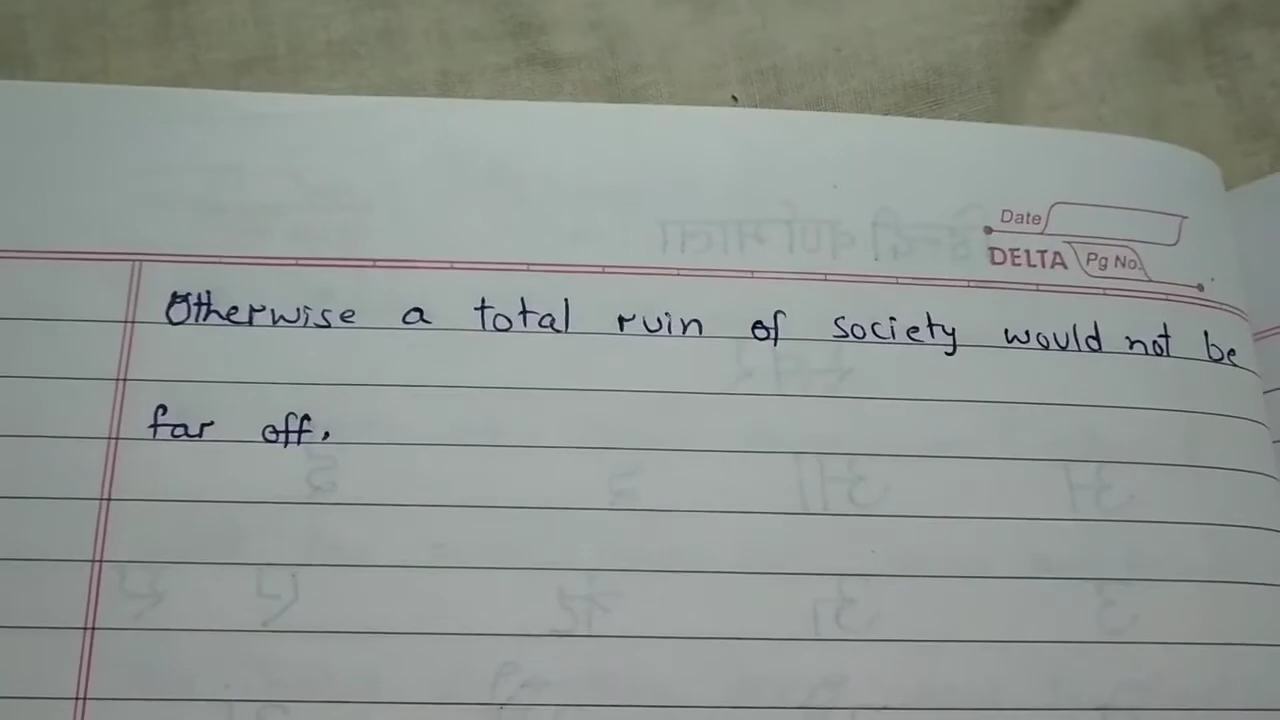 Date
DELTA Pg No.
Otherwise a total ruin of society would not be
far off.